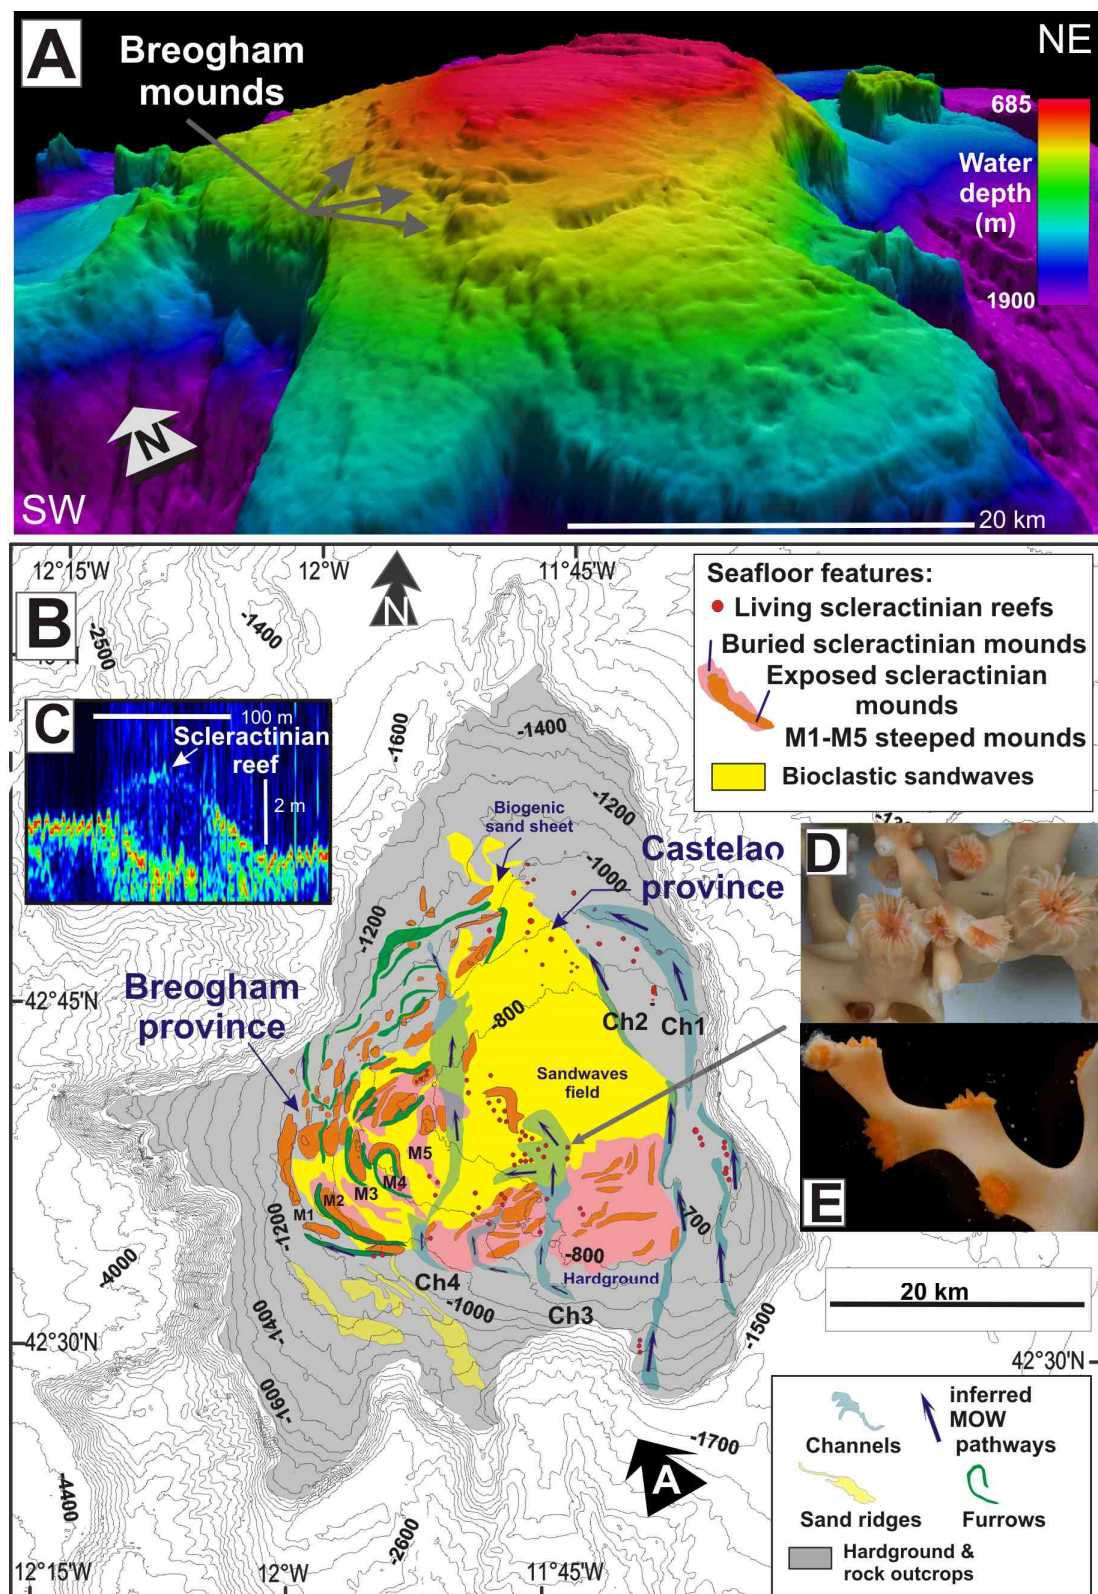 A
Breogham
mounds
NE
685
Water
depth
(m)
1900
N
SW
20 km
B
12°15'W
12°W
11°45'W
N
-2500
-1400
-1600
C
100 m
Scleractinian
reef
2 m
Seafloor features:
Living scleractinian reefs
Buried scleractinian mounds
Exposed scleractinian
mounds
M1-M5 steeped mounds
Bioclastic sandwaves
-1400
-1200
-1000
Biogenic
sand sheet
Castelao
province
-1200
D
42°45'N
Breogham
province
-800
Ch2
Ch1
Sandwaves
field
E
M5
M4
M3
M2
M1
-1200
-700
-800
Hardground
Ch4
Ch3
-1000
-4000
20 km
-1400
-1500
42°30'N
42°30'N
-1600
-1700
A
-4400
-2600
Channels
inferred
MOW
pathways
Sand ridges
Furrows
Hardground &
rock outcrops
12°15'W
12°W
11°45'W